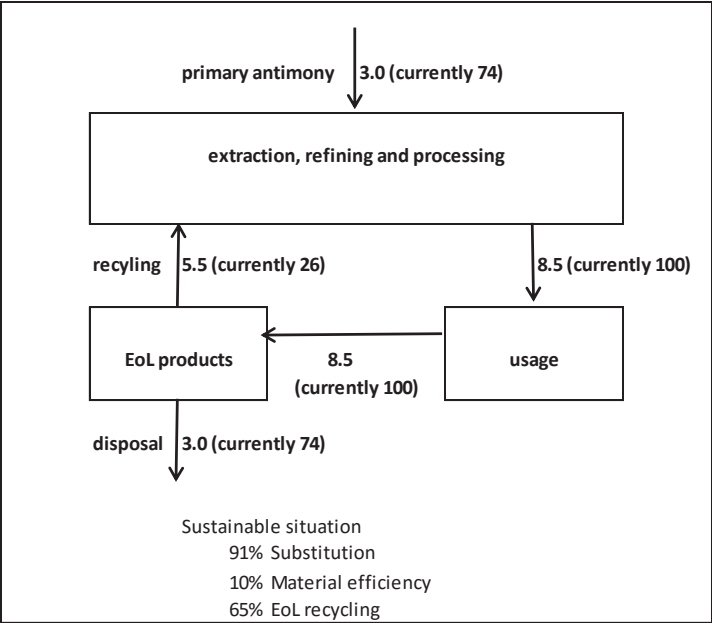 primary antimony 3.0 (currently 74)
extraction, refining and processing
recyling 5.5 (currently 26)
8.5 (currently 100)
EoL products
8.5
(currently 100)
usage
disposal 3.0 (currently 74)
Sustainable situation
91% Substitution
10% Material efficiency
65% EoL recycling